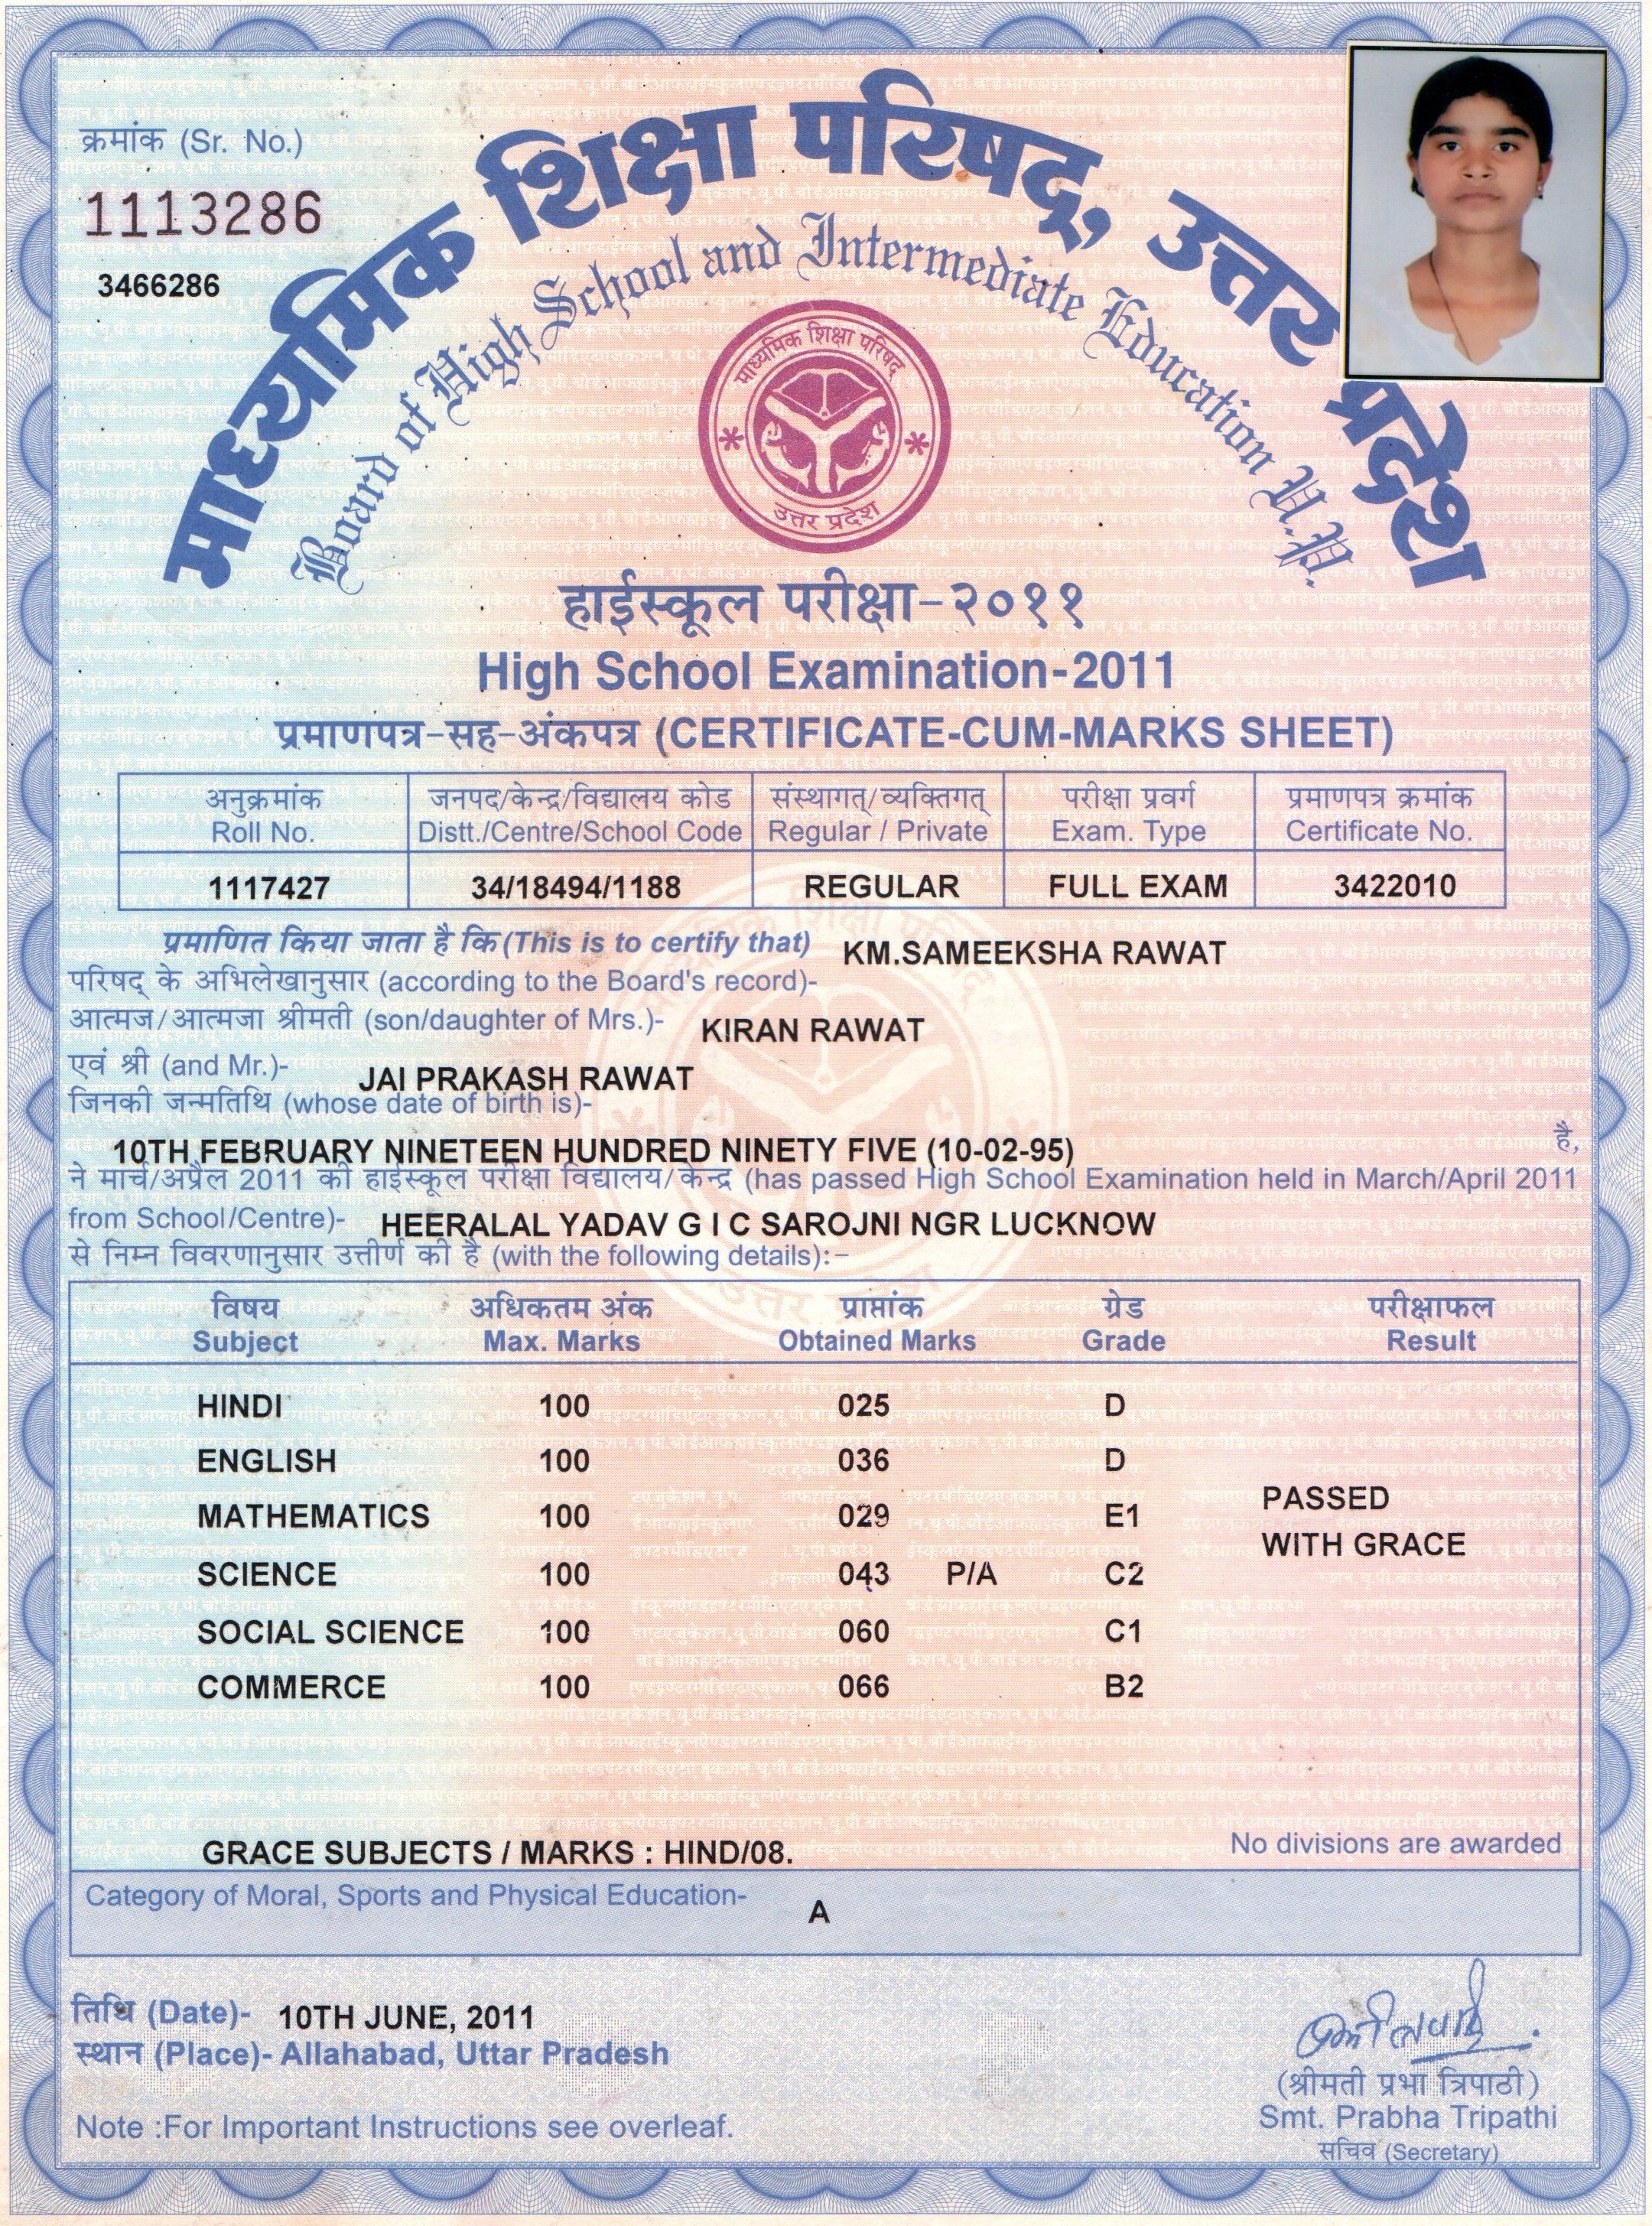 क्रमांक (Sr. No.)
1113286
3466286
माध्यमिक शिक्षा परिषद्, उत्तर प्रदेश
Board of High School and Intermediate Education U.P.
माध्यमिक शिक्षा परिषद्
उत्तर प्रदेश
हाईस्कूल परीक्षा-२०११
High School Examination-2011
प्रमाणपत्र-सह-अंकपत्र (CERTIFICATE-CUM-MARKS SHEET)
अनुक्रमांक जनपद/केन्द्र/विद्यालय कोड संस्थागत्/व्यक्तिगत् परीक्षा प्रवर्ग प्रमाणपत्र क्रमांक
Roll No. Distt./Centre/School Code Regular / Private Exam. Type Certificate No.
1117427 34/18494/1188 REGULAR FULL EXAM 3422010
प्रमाणित किया जाता है कि (This is to certify that) KM.SAMEEKSHA RAWAT
परिषद् के अभिलेखानुसार (according to the Board's record)-
आत्मज/आत्मजा श्रीमती (son/daughter of Mrs.)- KIRAN RAWAT
एवं श्री (and Mr.)- JAI PRAKASH RAWAT
जिनकी जन्मतिथि (whose date of birth is)-
10TH FEBRUARY NINETEEN HUNDRED NINETY FIVE (10-02-95) है,
ने मार्च/अप्रैल 2011 की हाईस्कूल परीक्षा विद्यालय/केन्द्र (has passed High School Examination held in March/April 2011
from School/Centre)- HEERALAL YADAV G I C SAROJNI NGR LUCKNOW
से निम्न विवरणानुसार उत्तीर्ण की है (with the following details):-
विषय अधिकतम अंक प्राप्तांक ग्रेड परीक्षाफल
Subject Max. Marks Obtained Marks Grade Result
HINDI 100 025 D
ENGLISH 100 036 D
MATHEMATICS 100 029 E1
PASSED
WITH GRACE
SCIENCE 100 043 P/A C2
SOCIAL SCIENCE 100 060 C1
COMMERCE 100 066 B2
GRACE SUBJECTS / MARKS : HIND/08.
No divisions are awarded
Category of Moral, Sports and Physical Education- A
तिथि (Date)- 10TH JUNE, 2011
स्थान (Place)- Allahabad, Uttar Pradesh
(श्रीमती प्रभा त्रिपाठी)
Smt. Prabha Tripathi
सचिव (Secretary)
Note :For Important Instructions see overleaf.